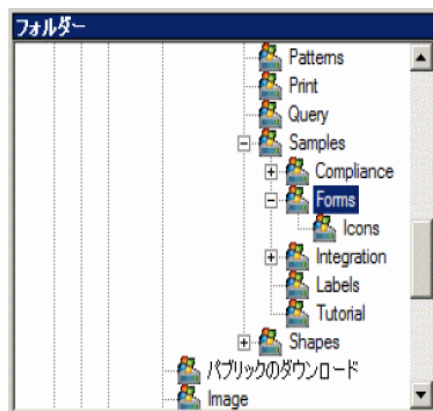 フォルダー
Patterns
Print
Query
Samples
Compliance
Forms
Icons
Integration
Labels
Tutorial
Shapes
パブリックのダウンロード
Image